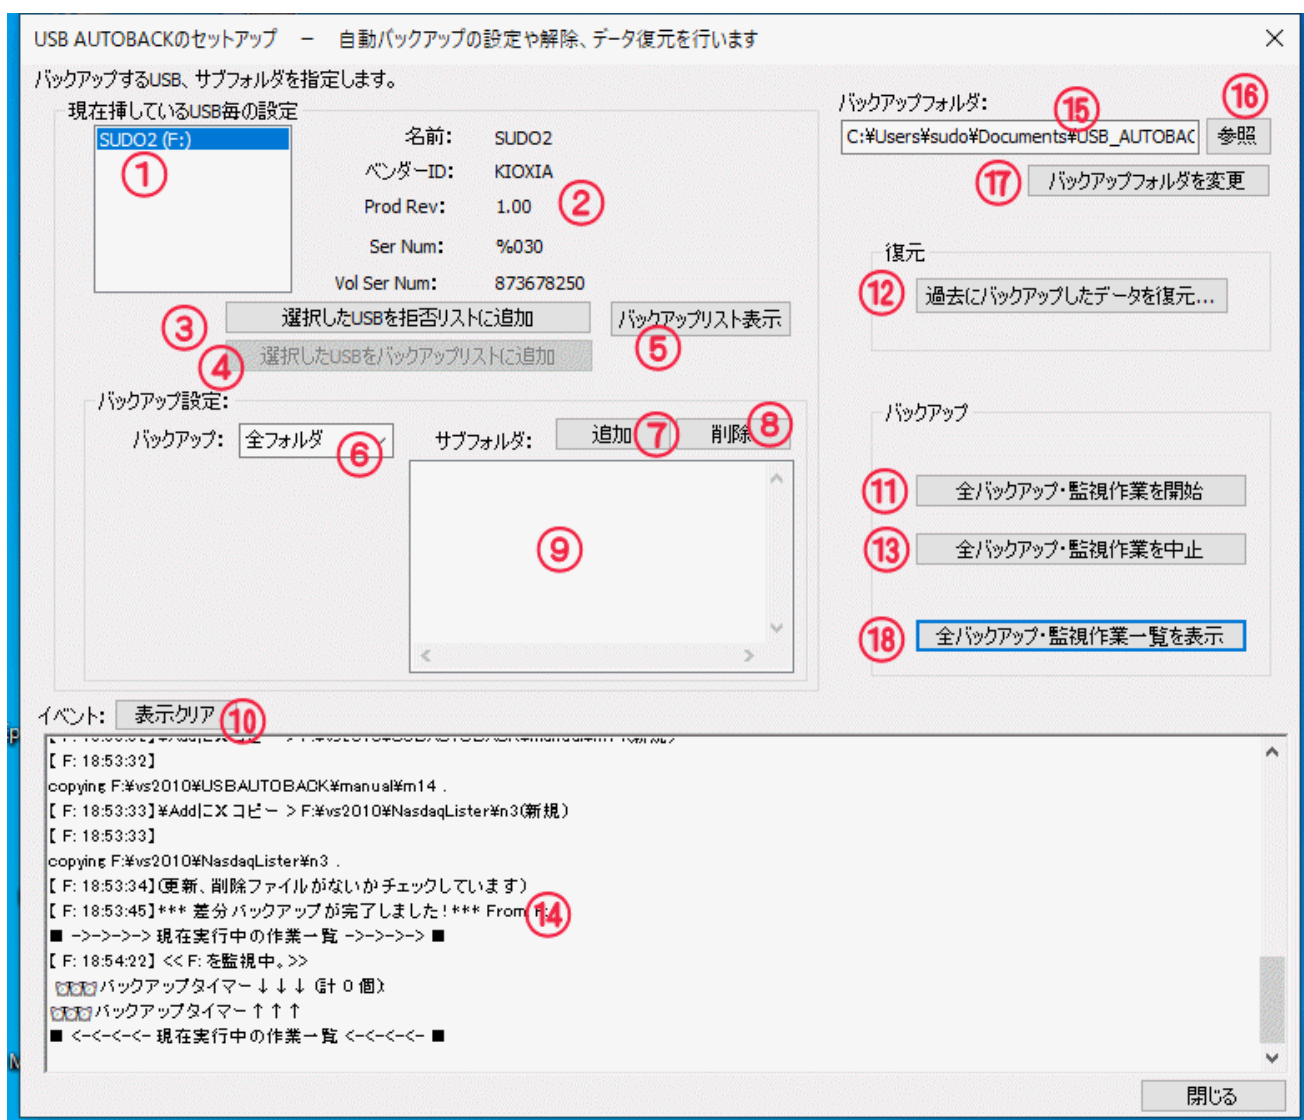 USB AUTOBACKのセットアップ － 自動バックアップの設定や解除、データ復元を行います
バックアップするUSB、サブフォルダを指定します。
現在挿しているUSB毎の設定
SUDO2 (F:)
①
名前: SUDO2
ベンダーID: KIOXIA
Prod Rev: 1.00
②
Ser Num: %030
Vol Ser Num: 873678250
③ 選択したUSBを拒否リストに追加
④ 選択したUSBをバックアップリストに追加
バックアップリスト表示
⑤
バックアップ設定:
バックアップ: 全フォルダ ⑥
サブフォルダ: 追加 ⑦ 削除 ⑧
⑨
バックアップフォルダ:
⑮ ⑯
C:¥Users¥sudo¥Documents¥USB_AUTOBAC 参照
⑰ バックアップフォルダを変更
復元
⑫ 過去にバックアップしたデータを復元...
バックアップ
⑪ 全バックアップ・監視作業を開始
⑬ 全バックアップ・監視作業を中止
⑱ 全バックアップ・監視作業一覧を表示
イベント: 表示クリア ⑩
【 F: 18:53:32】
copying F:¥vs2010¥USBAUTOBACK¥manual¥m14 .
【 F: 18:53:33】¥AddにX コピー > F:¥vs2010¥NasdaqLister¥n3(新規)
【 F: 18:53:33】
copying F:¥vs2010¥NasdaqLister¥n3 .
【 F: 18:53:34】(更新、削除ファイルがないかチェックしています)
【 F: 18:53:45】*** 差分バックアップが完了しました！*** From F:
⑭
■ ->->->-> 現在実行中の作業一覧 ->->->-> ■
【 F: 18:54:22】 << F: を監視中。>>
バックアップタイマー↓↓↓ (計 0 個)
バックアップタイマー↑↑↑
■ <-<-<-<- 現在実行中の作業一覧 <-<-<-<- ■
閉じる